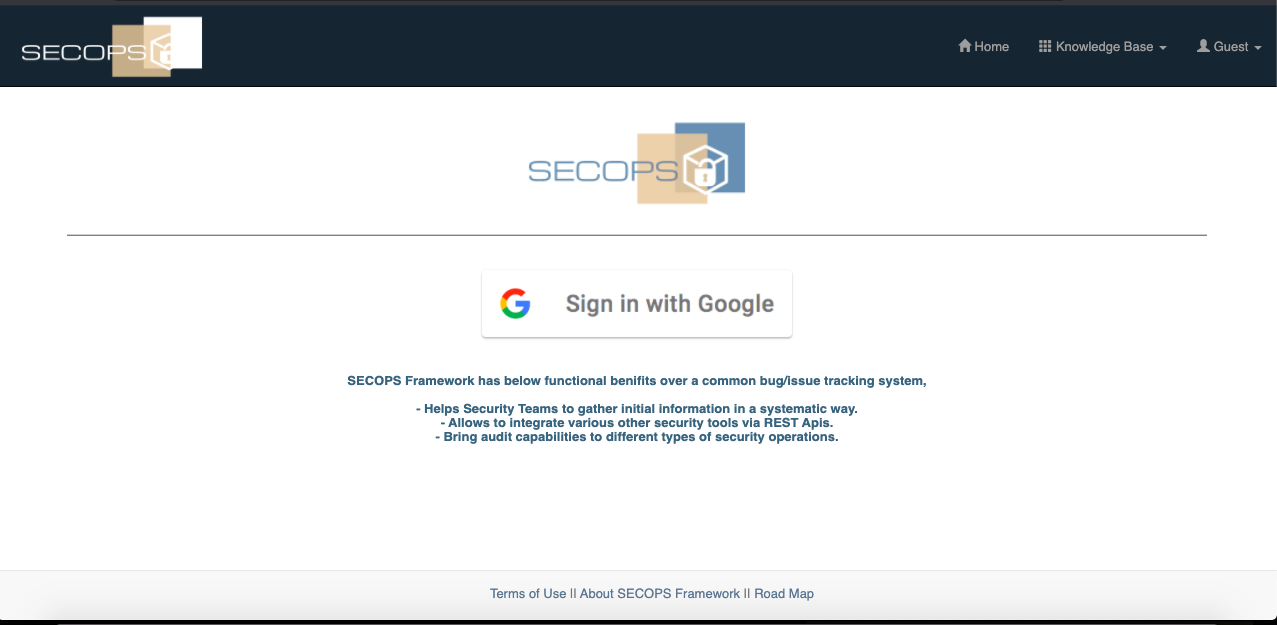 SECOPS
Home
Knowledge Base
Guest
SECOPS
Sign in with Google
SECOPS Framework has below functional benifits over a common bug/issue tracking system,
- Helps Security Teams to gather initial information in a systematic way.
- Allows to integrate various other security tools via REST Apis.
- Bring audit capabilities to different types of security operations.
Terms of Use || About SECOPS Framework || Road Map